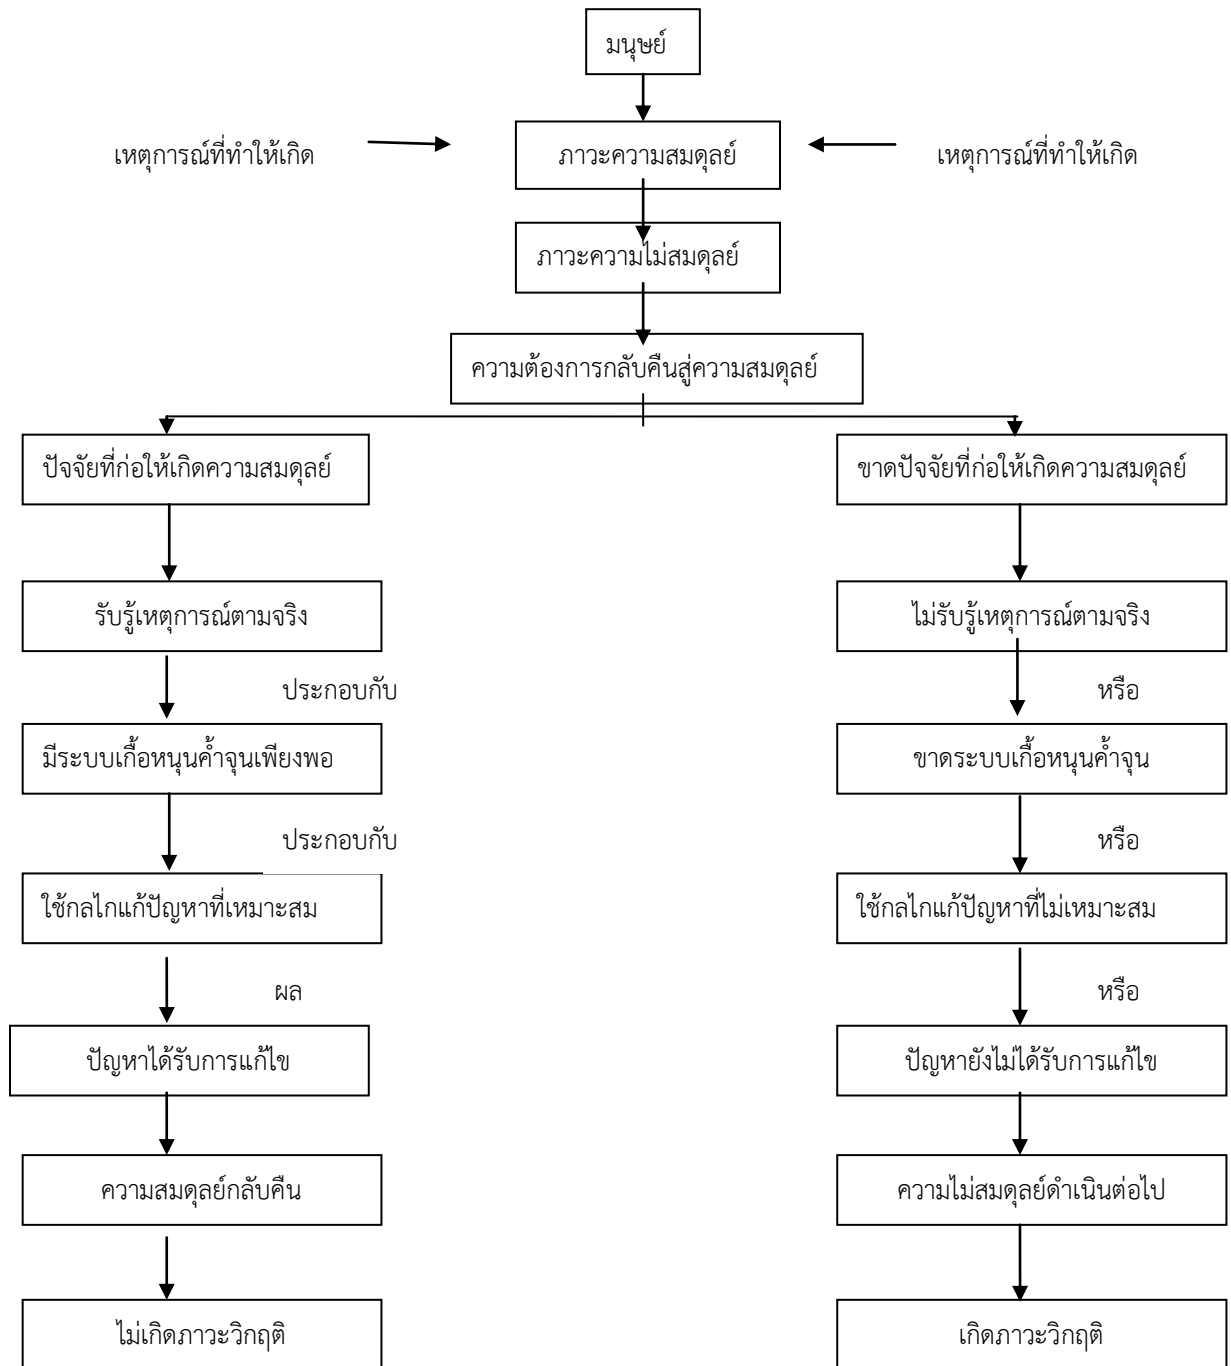 มนุษย์
เหตุการณ์ที่ทำให้เกิด
ภาวะความสมดุลย์
เหตุการณ์ที่ทำให้เกิด
ภาวะความไม่สมดุลย์
ความต้องการกลับคืนสู่ความสมดุลย์
ปัจจัยที่ก่อให้เกิดความสมดุลย์
ขาดปัจจัยที่ก่อให้เกิดความสมดุลย์
รับรู้เหตุการณ์ตามจริง
ไม่รับรู้เหตุการณ์ตามจริง
ประกอบกับ
หรือ
มีระบบเกื้อหนุนค้ำจุนเพียงพอ
ขาดระบบเกื้อหนุนค้ำจุน
ประกอบกับ
หรือ
ใช้กลไกแก้ปัญหาที่เหมาะสม
ใช้กลไกแก้ปัญหาที่ไม่เหมาะสม
ผล
หรือ
ปัญหาได้รับการแก้ไข
ปัญหายังไม่ได้รับการแก้ไข
ความสมดุลย์กลับคืน
ความไม่สมดุลย์ดำเนินต่อไป
ไม่เกิดภาวะวิกฤติ
เกิดภาวะวิกฤติ